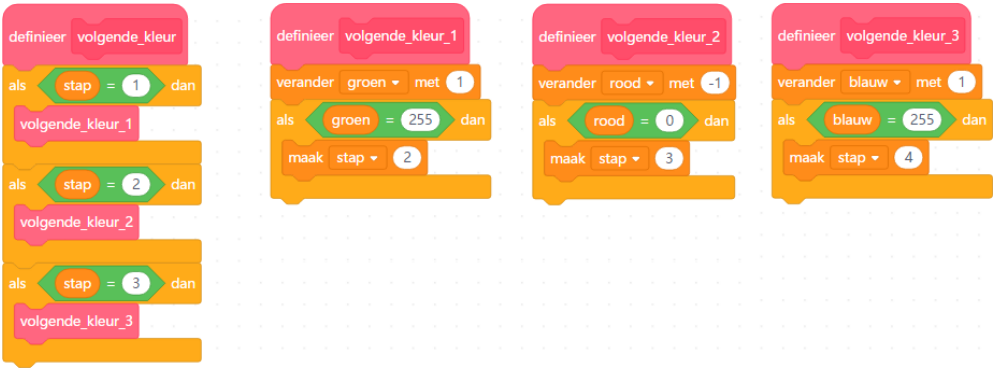 definieer volgende_kleur
als stap = 1 dan
volgende_kleur_1
als stap = 2 dan
volgende_kleur_2
als stap = 3 dan
volgende_kleur_3
definieer volgende_kleur_1
verander groen met 1
als groen = 255 dan
maak stap 2
definieer volgende_kleur_2
verander rood met -1
als rood = 0 dan
maak stap 3
definieer volgende_kleur_3
verander blauw met 1
als blauw = 255 dan
maak stap 4